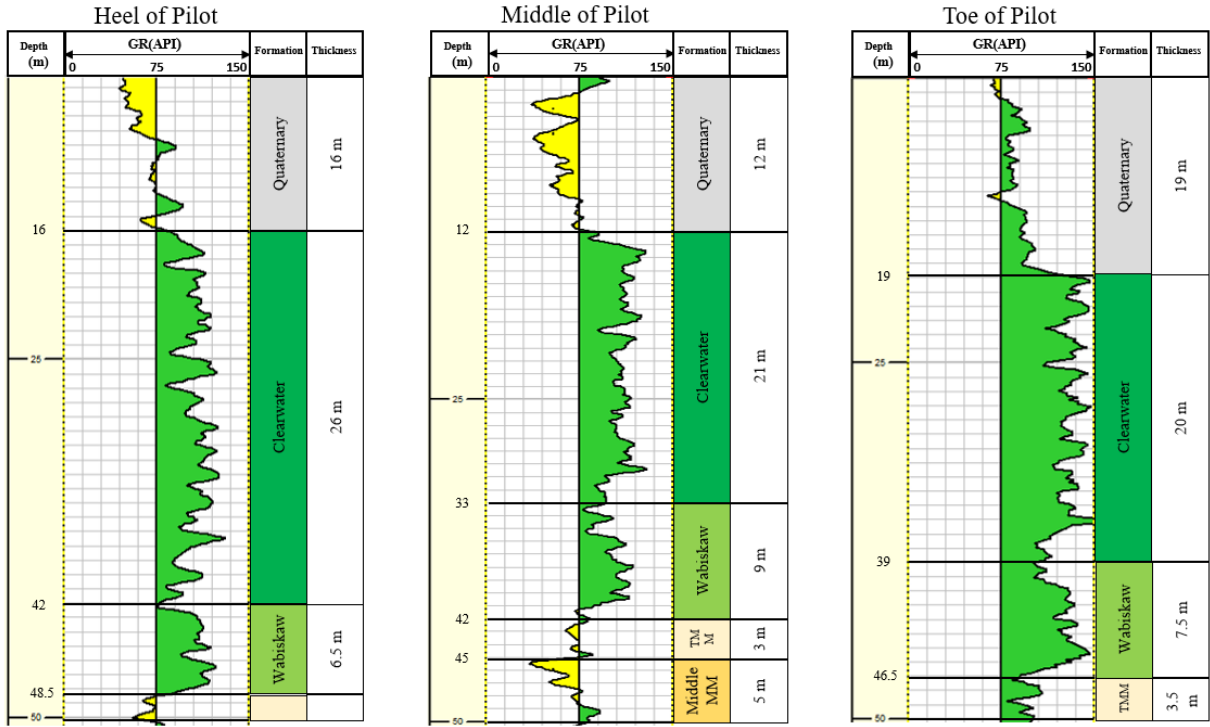 Heel of Pilot
Depth (m)
GR(API)
0 75 150
Formation
Thickness
16
25
42
48.5
50
Quaternary
Clearwater
Wabiskaw
16 m
26 m
6.5 m
Middle of Pilot
Depth (m)
GR(API)
0 75 150
Formation
Thickness
12
25
33
42
45
50
Quaternary
Clearwater
Wabiskaw
TM
M
Middle
MM
12 m
21 m
9 m
3 m
5 m
Toe of Pilot
Depth (m)
GR(API)
0 75 150
Formation
Thickness
19
25
39
46.5
50
Quaternary
Clearwater
Wabiskaw
TMM
19 m
20 m
7.5 m
3.5
m